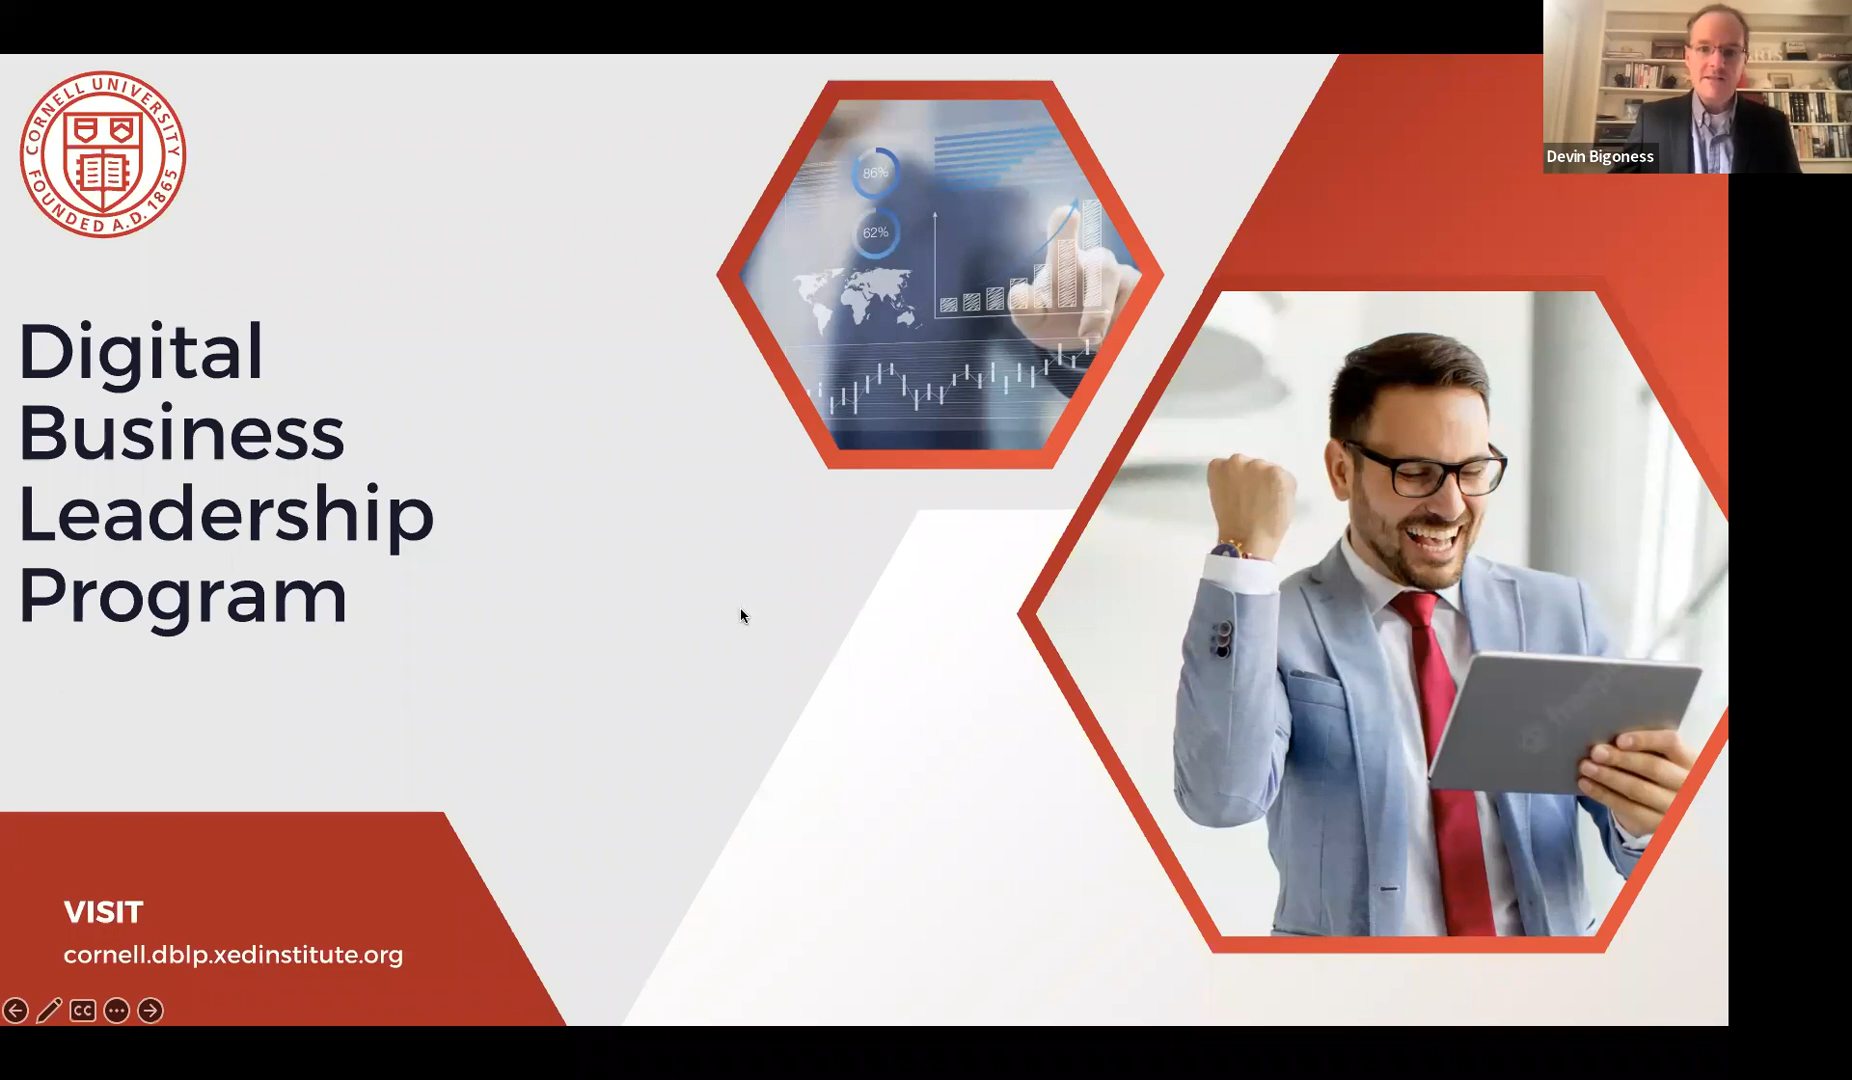 CORNELL UNIVERSITY
FOUNDED A.D. 1865
Devin Bigoness
86%
62%
Digital
Business
Leadership
Program
VISIT
cornell.dblp.xedinstitute.org
CC